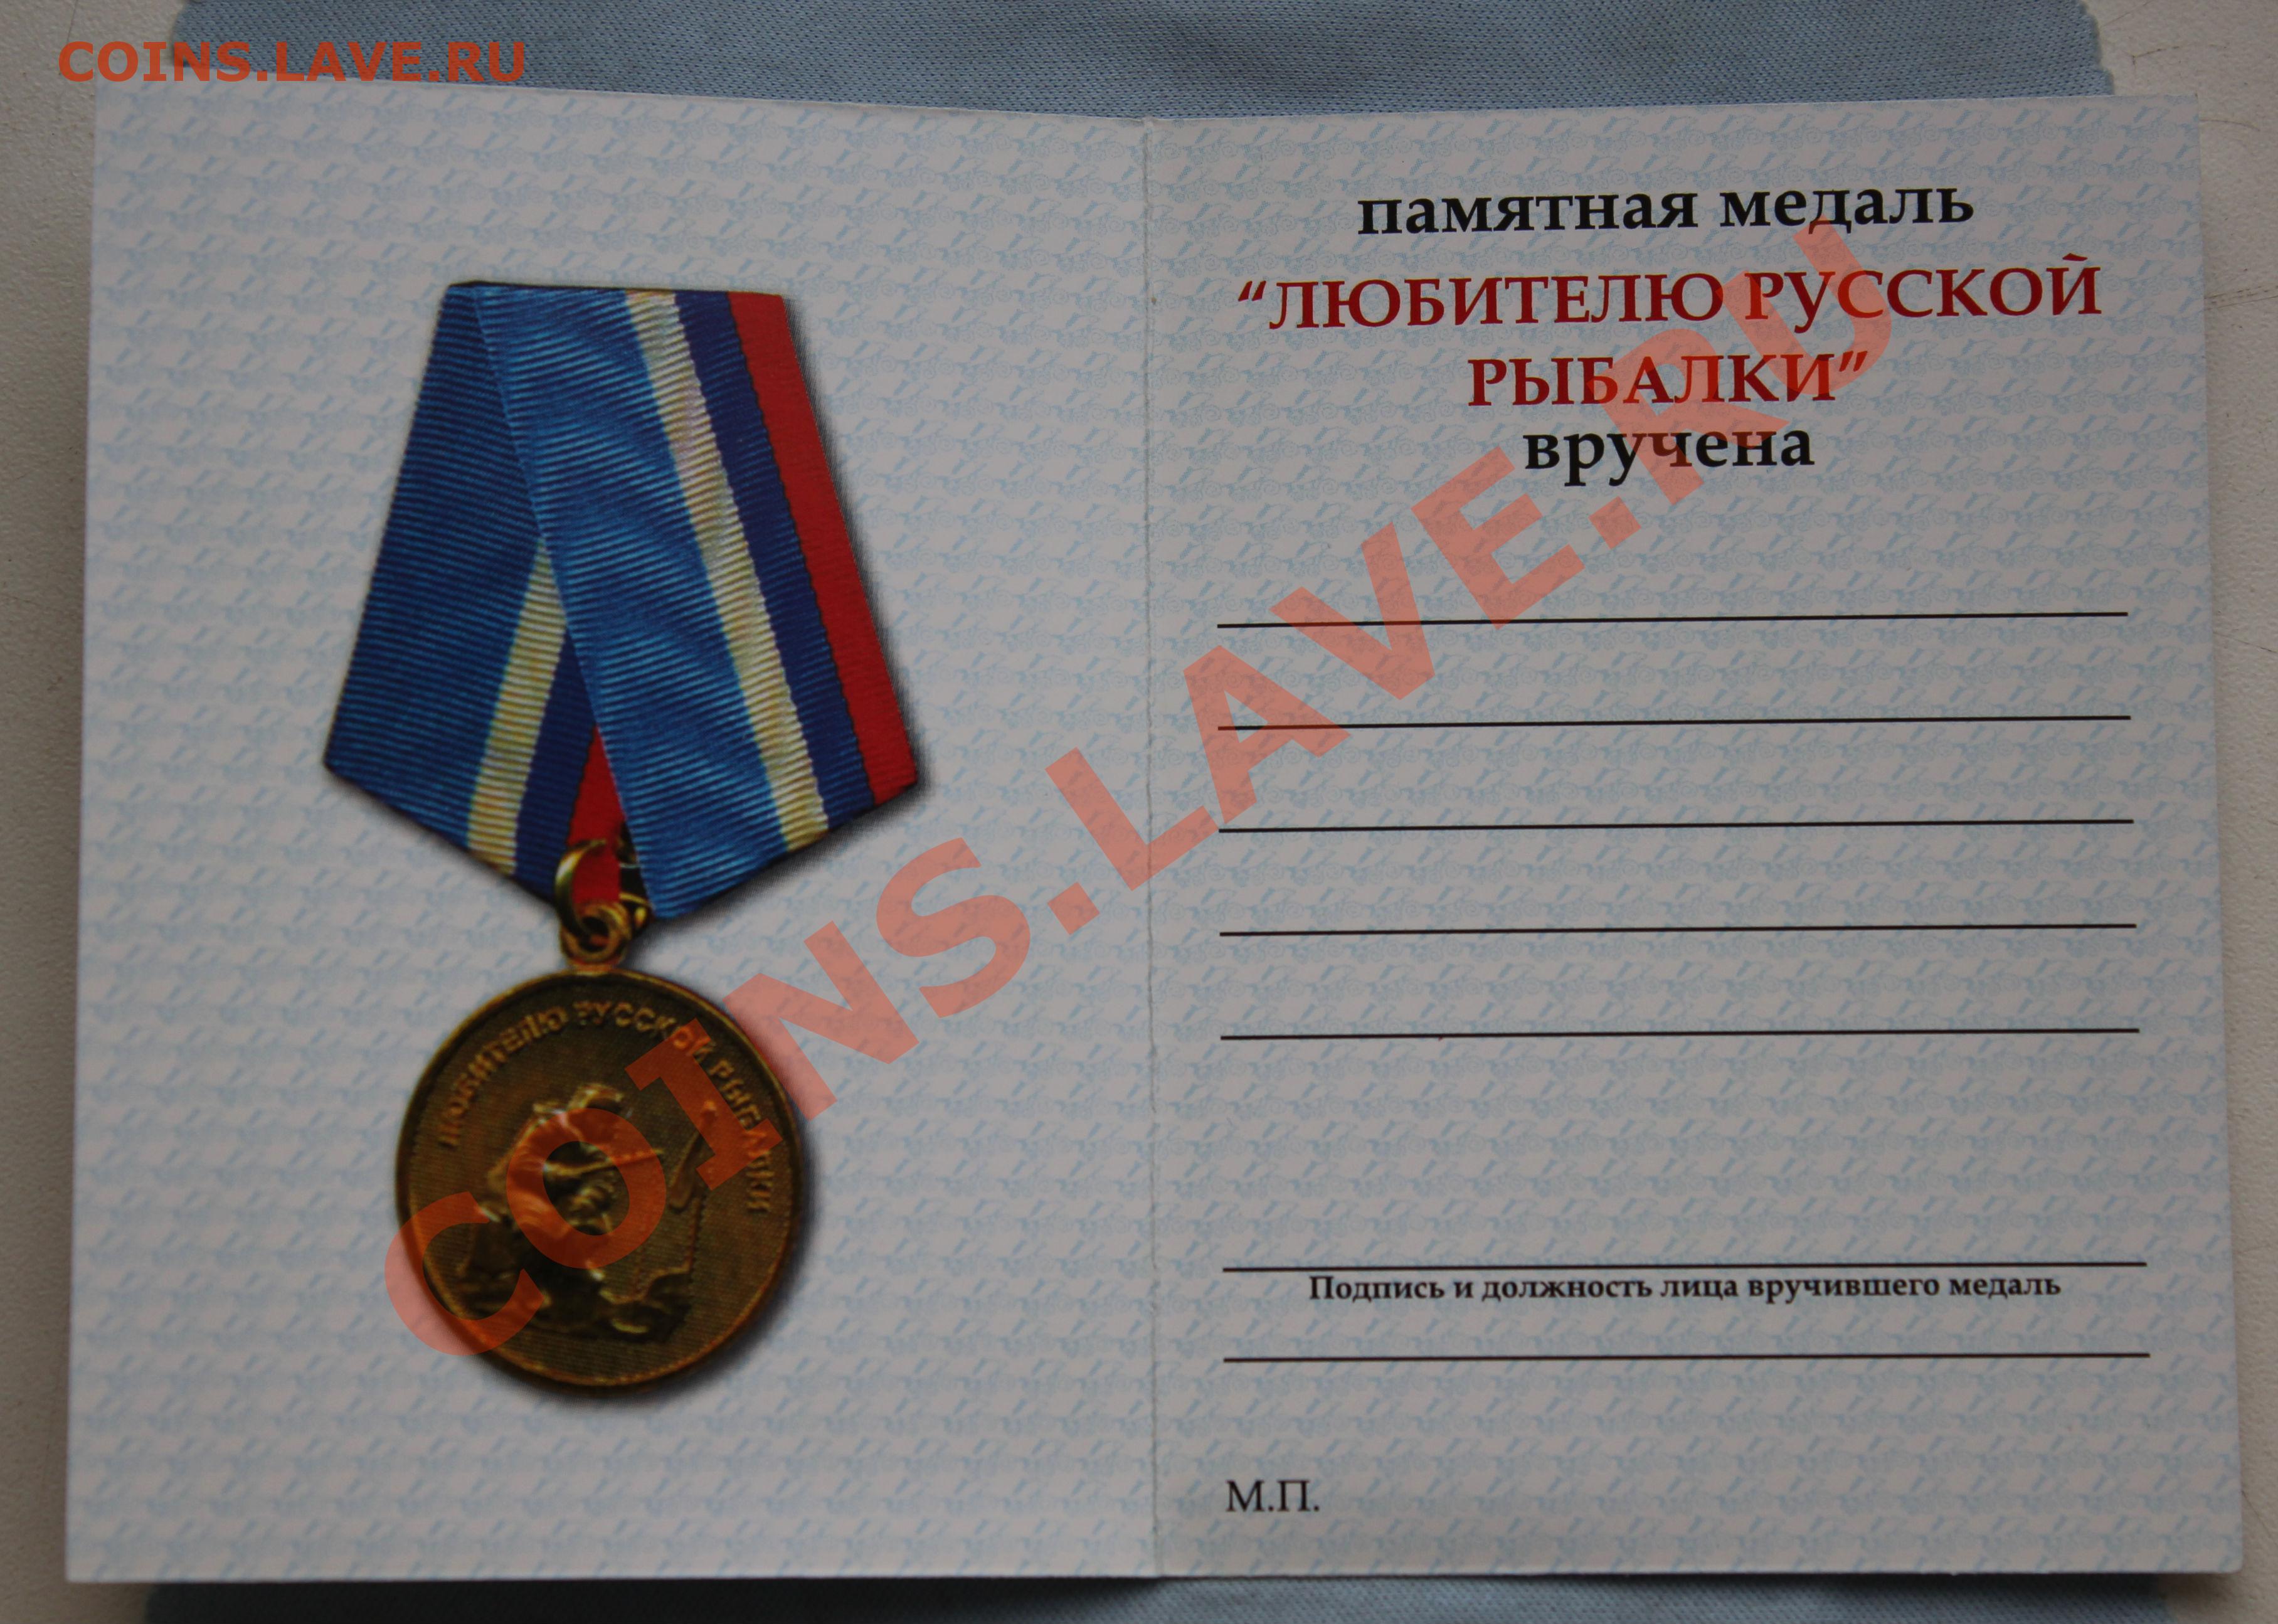 COINS.LAVE.RU
памятная медаль
“ЛЮБИТЕЛЮ РУССКОЙ
РЫБАЛКИ”
вручена
ЛЮБИТЕЛЮ РУССКОЙ РЫБАЛКИ
COINS.LAVE.RU
Подпись и должность лица вручившего медаль
М.П.